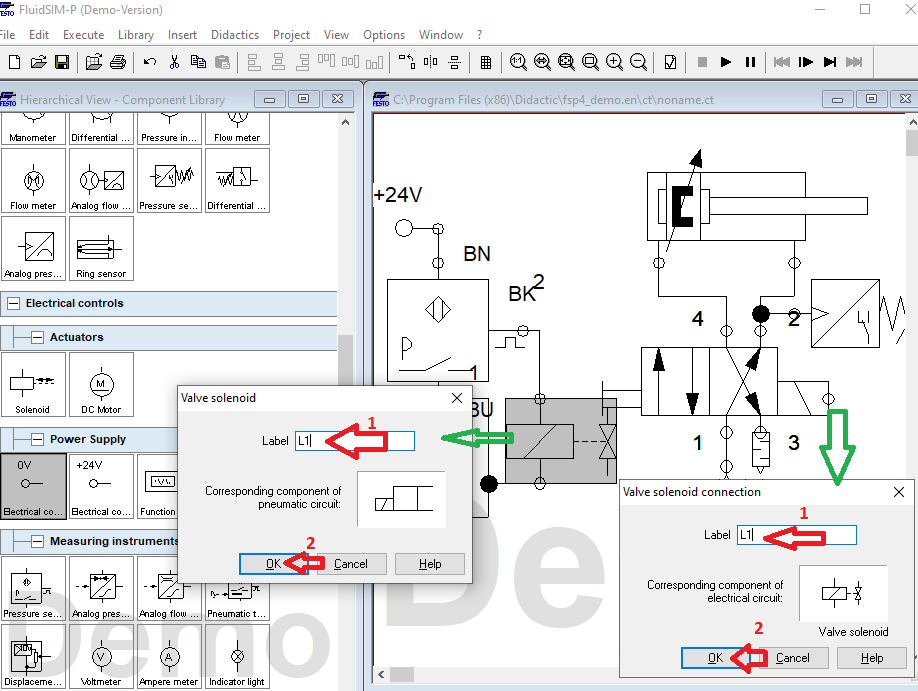 FluidSIM-P (Demo-Version)
File Edit Execute Library Insert Didactics Project View Options Window ?
FESTO Hierarchical View - Component Library
Manometer Differential ... Pressure in... Flow meter
Flow meter Analog flow ... Pressure se... Differential ...
Analog pres... Ring sensor
Electrical controls
Actuators
Solenoid DC Motor
M
Power Supply
0V +24V
Electrical co... Electrical co... Function
Measuring instruments
Pressure se... Analog pres... Analog flow ... Pneumatic t...
Displaceme... Voltmeter Ampere meter Indicator light
V A
Demo
FESTO C:\Program Files (x86)\Didactic\fsp4_demo.en\ct\noname.ct
+24V
BN
BK 2
P
1
BU
4 2
1 3
De
Valve solenoid
Label L1 1
Corresponding component of
pneumatic circuit:
2
OK Cancel Help
Valve solenoid connection
1
Label L1
Corresponding component of
electrical circuit:
2 Valve solenoid
OK Cancel Help